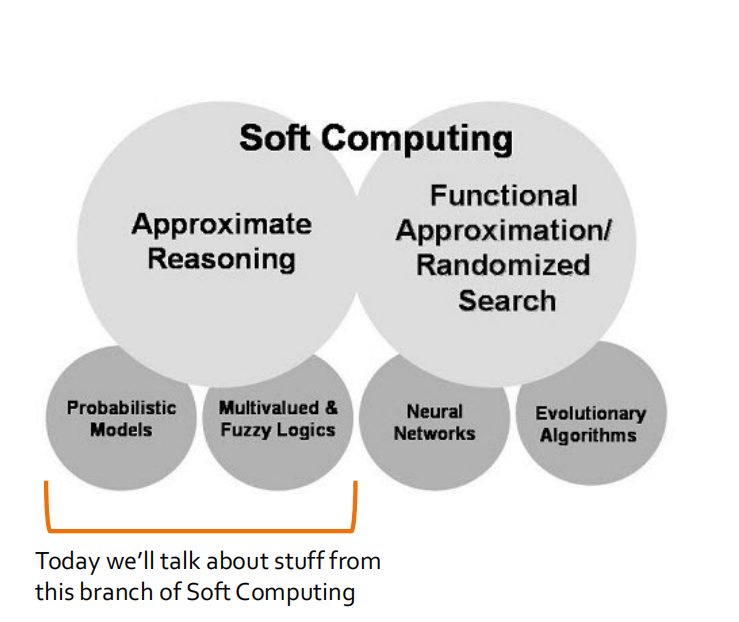 Soft Computing
Approximate
Reasoning
Functional
Approximation/
Randomized
Search
Probabilistic
Models
Multivalued &
Fuzzy Logics
Neural
Networks
Evolutionary
Algorithms
Today we’ll talk about stuff from
this branch of Soft Computing